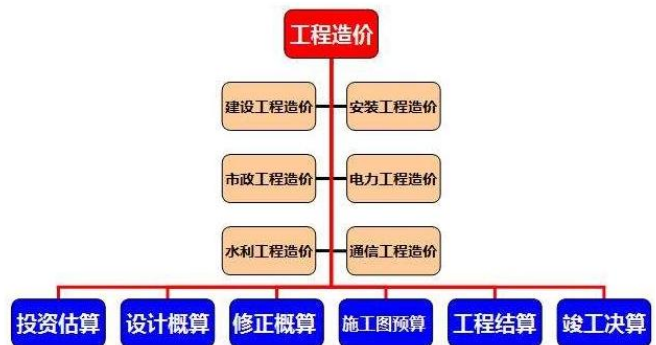 工程造价
建设工程造价
安装工程造价
市政工程造价
电力工程造价
水利工程造价
通信工程造价
投资估算
设计概算
修正概算
施工图预算
工程结算
竣工决算